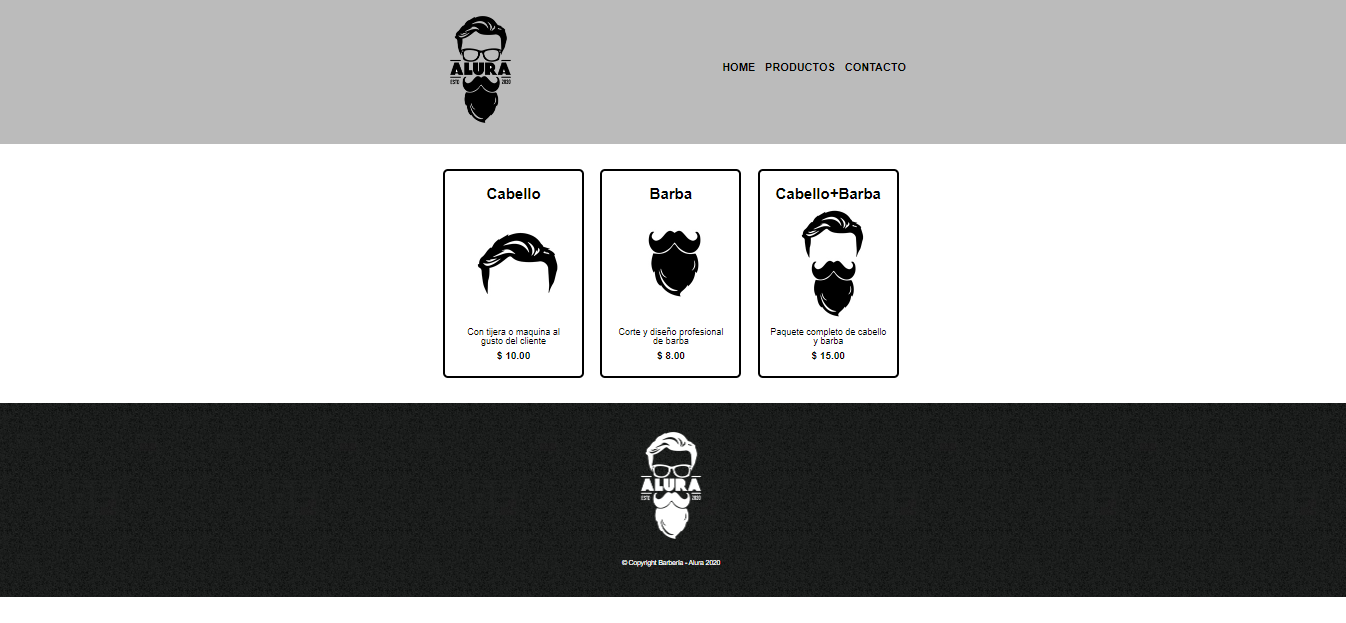 ALURA
ESTD 2020
HOME PRODUCTOS CONTACTO
Cabello
Con tijera o maquina al
gusto del cliente
$ 10.00
Barba
Corte y diseño profesional
de barba
$ 8.00
Cabello+Barba
Paquete completo de cabello
y barba
$ 15.00
ALURA
ESTD 2020
© Copyright Barbería - Alura 2020